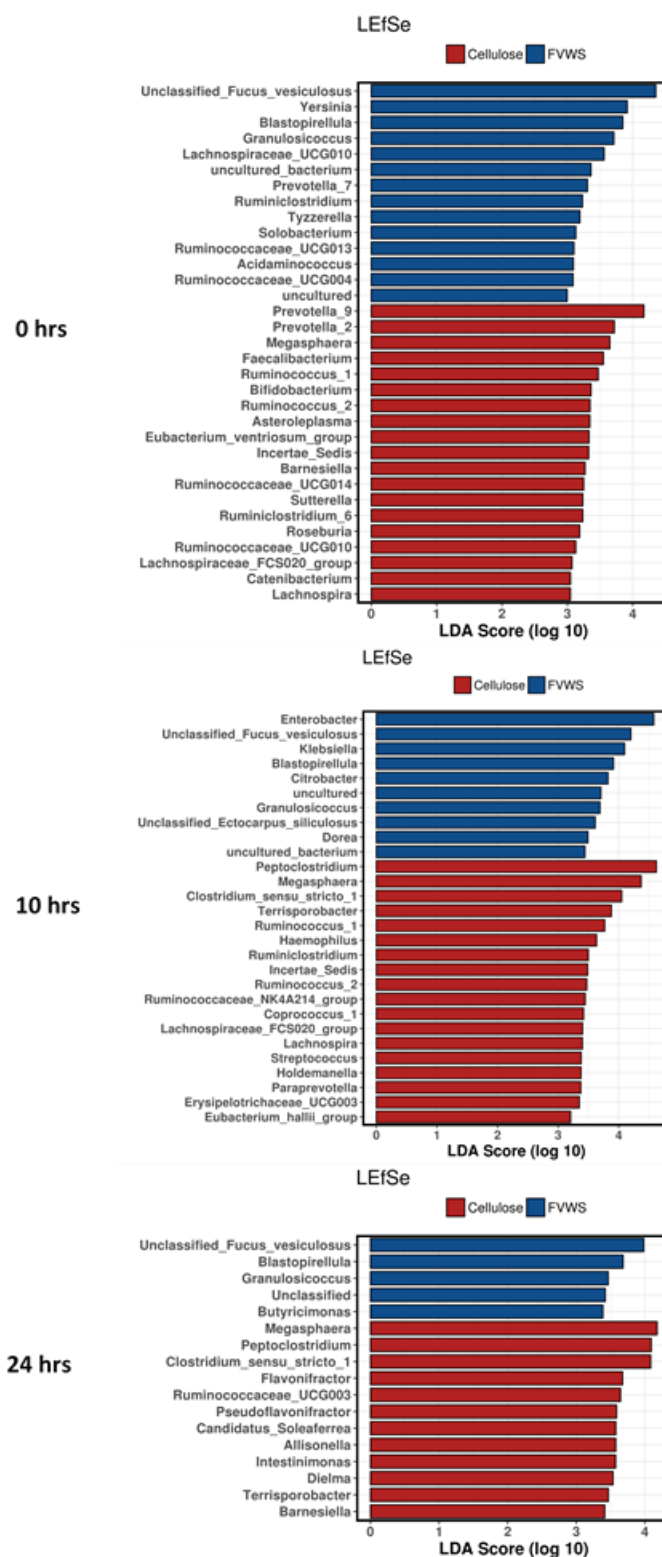 LEfSe
Cellulose FVWS
Unclassified_Fucus_vesiculosus
Yersinia
Blastopirellula
Granulosicoccus
Lachnospiraceae_UCG010
uncultured_bacterium
Prevotella_7
Ruminiclostridium
Tyzzerella
Solobacterium
Ruminococcaceae_UCG013
Acidaminococcus
Ruminococcaceae_UCG004
uncultured
Prevotella_9
0 hrs
Prevotella_2
Megasphaera
Faecalibacterium
Ruminococcus_1
Bifidobacterium
Ruminococcus_2
Asteroleplasma
Eubacterium_ventriosum_group
Incertae_Sedis
Barnesiella
Ruminococcaceae_UCG014
Sutterella
Ruminiclostridium_6
Roseburia
Ruminococcaceae_UCG010
Lachnospiraceae_FCS020_group
Catenibacterium
Lachnospira
0 1 2 3 4
LDA Score (log 10)
LEfSe
Cellulose FVWS
Enterobacter
Unclassified_Fucus_vesiculosus
Klebsiella
Blastopirellula
Citrobacter
uncultured
Granulosicoccus
Unclassified_Ectocarpus_siliculosus
Dorea
uncultured_bacterium
Peptoclostridium
Megasphaera
Clostridium_sensu_stricto_1
10 hrs
Terrisporobacter
Ruminococcus_1
Haemophilus
Ruminiclostridium
Incertae_Sedis
Ruminococcus_2
Ruminococcaceae_NK4A214_group
Coprococcus_1
Lachnospiraceae_FCS020_group
Lachnospira
Streptococcus
Holdemanella
Paraprevotella
Erysipelotrichaceae_UCG003
Eubacterium_hallii_group
0 1 2 3 4
LDA Score (log 10)
LEfSe
Cellulose FVWS
Unclassified_Fucus_vesiculosus
Blastopirellula
Granulosicoccus
Unclassified
Butyricimonas
Megasphaera
Peptoclostridium
Clostridium_sensu_stricto_1
24 hrs
Flavonifractor
Ruminococcaceae_UCG003
Pseudoflavonifractor
Candidatus_Soleaferrea
Allisonella
Intestinimonas
Dielma
Terrisporobacter
Barnesiella
0 1 2 3 4
LDA Score (log 10)